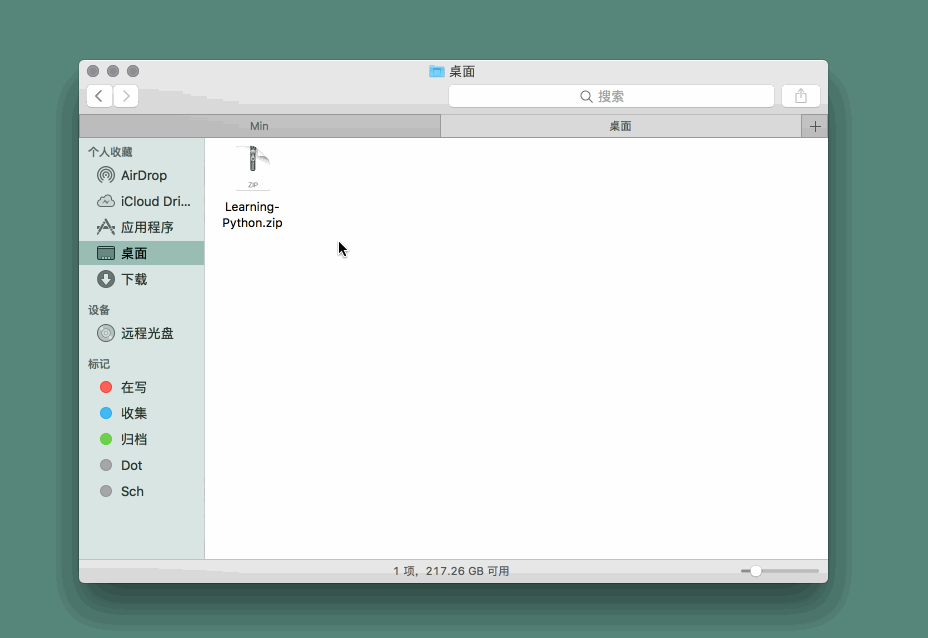 桌面
搜索
Min
桌面
个人收藏
AirDrop
iCloud Dri...
应用程序
桌面
下载
设备
远程光盘
标记
在写
收集
归档
Dot
Sch
ZIP
Learning-
Python.zip
1 项，217.26 GB 可用